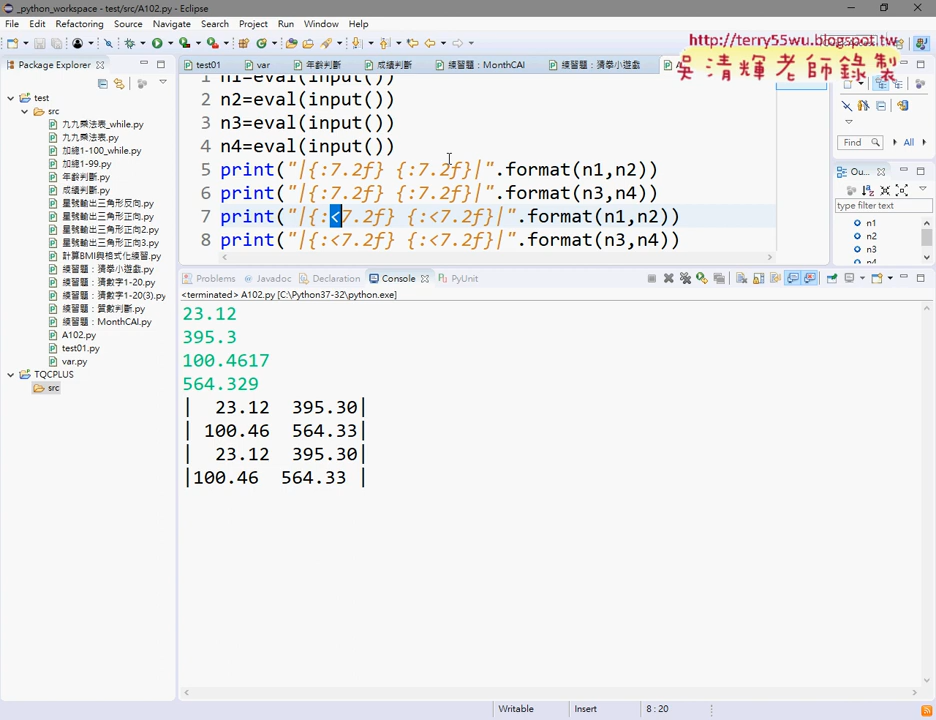 _python_workspace - test/src/A102.py - Eclipse
File Edit Refactoring Source Navigate Search Project Run Window Help
http://terry55wu.blogspot.tw
吳清輝老師錄製
Package Explorer
test01 var 年齡判斷 成績判斷 練習題：MonthCAI 練習題：猜拳小遊戲
test
src
九九乘法表_while.py
九九乘法表.py
加總1-100_while.py
加總1-99.py
年齡判斷.py
成績判斷.py
星號輸出三角形反向.py
星號輸出三角形正向.py
星號輸出三角形正向2.py
星號輸出三角形正向3.py
計算BMI與格式化練習.py
練習題：猜拳小遊戲.py
練習題：猜數字1-20.py
練習題：猜數字1-20(3).py
練習題：質數判斷.py
練習題：MonthCAI.py
A102.py
test01.py
var.py
TQCPLUS
src
1 n1=eval(input())
2 n2=eval(input())
3 n3=eval(input())
4 n4=eval(input())
5 print("|{:7.2f} {:7.2f}|".format(n1,n2))
6 print("|{:7.2f} {:7.2f}|".format(n3,n4))
7 print("|{:<7.2f} {:<7.2f}|".format(n1,n2))
8 print("|{:<7.2f} {:<7.2f}|".format(n3,n4))
Find All
Ou...
type filter text
n1
n2
n3
n4
Problems Javadoc Declaration Console PyUnit
<terminated> A102.py [C:\Python37-32\python.exe]
23.12
395.3
100.4617
564.329
|  23.12  395.30|
| 100.46  564.33|
|  23.12  395.30|
|100.46  564.33 |
Writable Insert 8:20